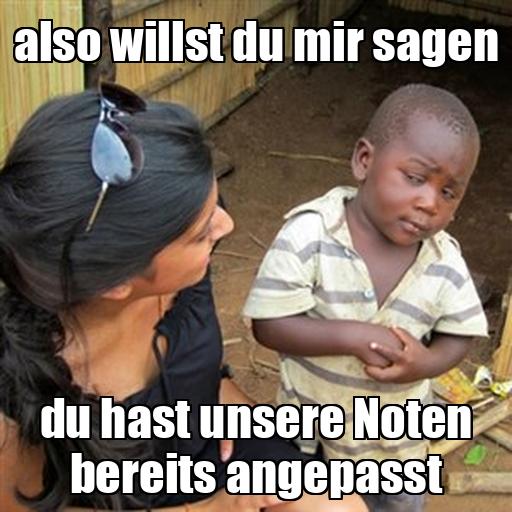 also willst du mir sagen
du hast unsere Noten
bereits angepasst